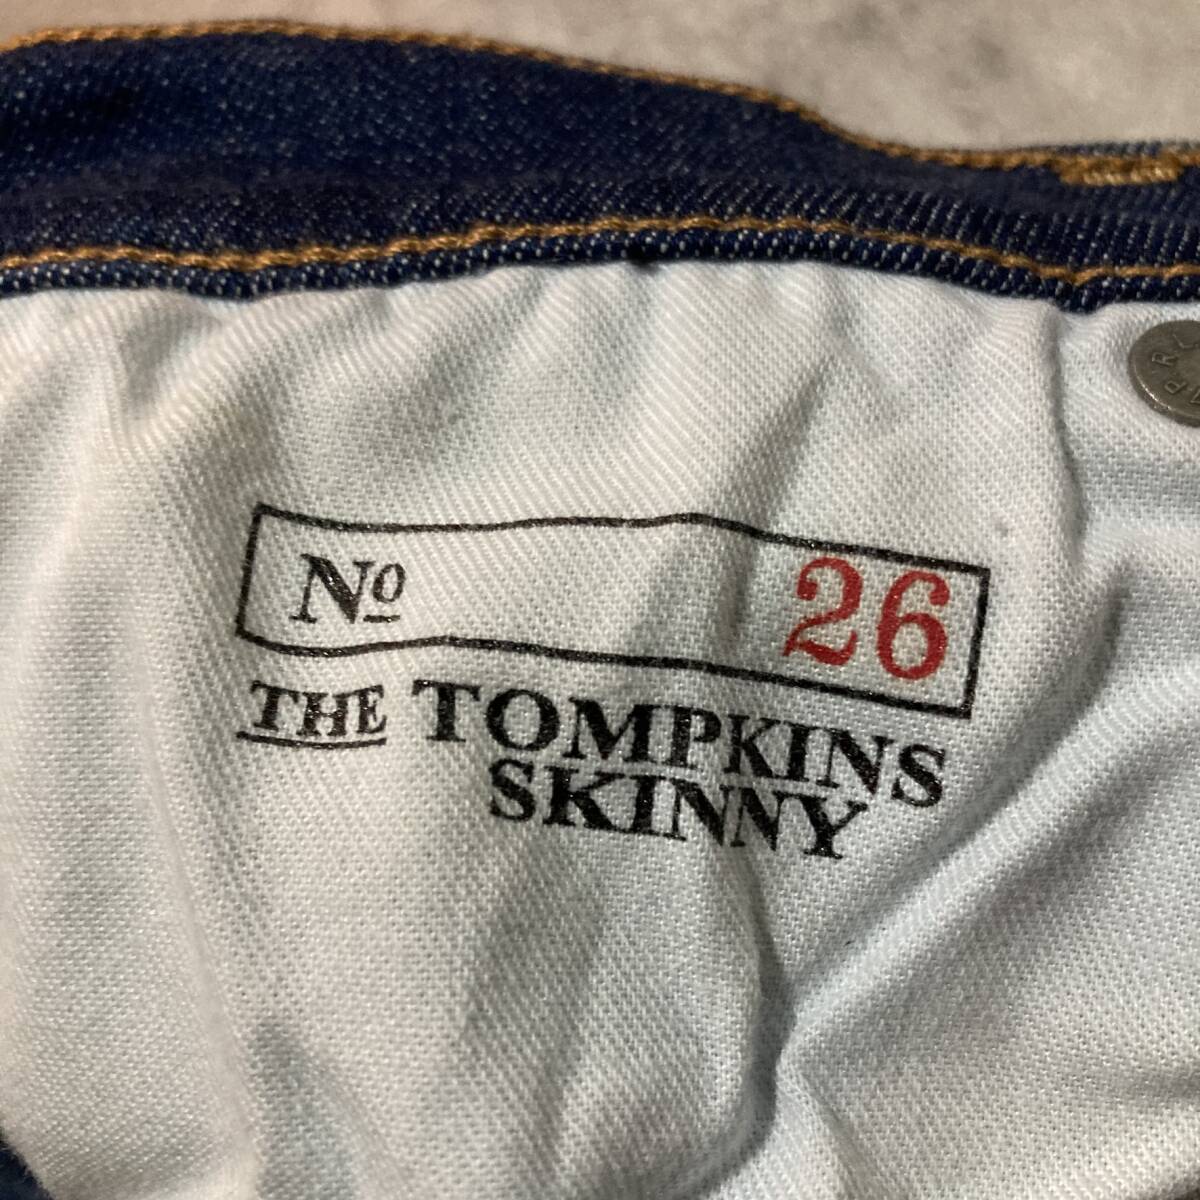 Nº 26
THE TOMPKINS
SKINNY